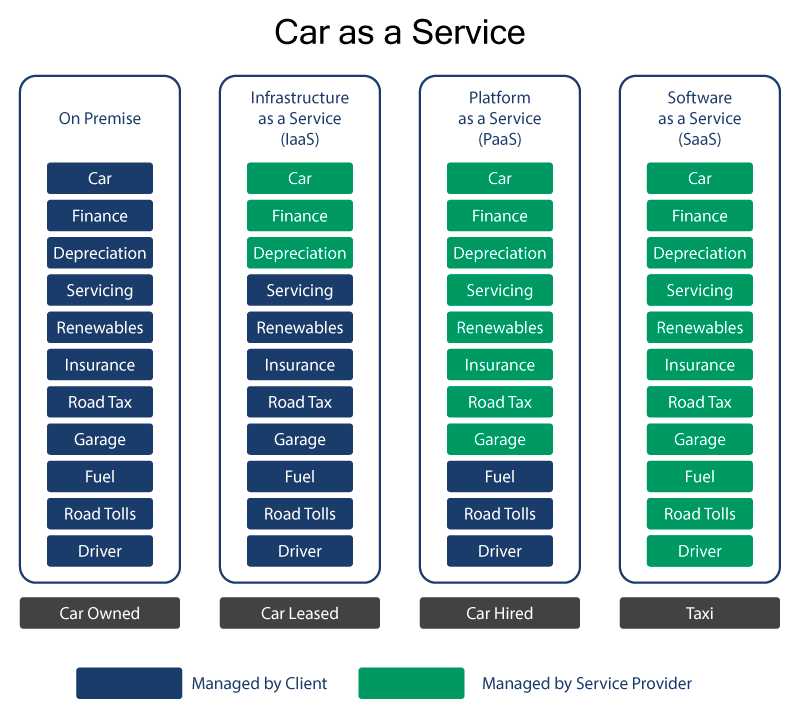 Car as a Service
On Premise
Car
Finance
Depreciation
Servicing
Renewables
Insurance
Road Tax
Garage
Fuel
Road Tolls
Driver
Car Owned
Infrastructure
as a Service
(IaaS)
Car
Finance
Depreciation
Servicing
Renewables
Insurance
Road Tax
Garage
Fuel
Road Tolls
Driver
Car Leased
Platform
as a Service
(PaaS)
Car
Finance
Depreciation
Servicing
Renewables
Insurance
Road Tax
Garage
Fuel
Road Tolls
Driver
Car Hired
Software
as a Service
(SaaS)
Car
Finance
Depreciation
Servicing
Renewables
Insurance
Road Tax
Garage
Fuel
Road Tolls
Driver
Taxi
Managed by Client
Managed by Service Provider